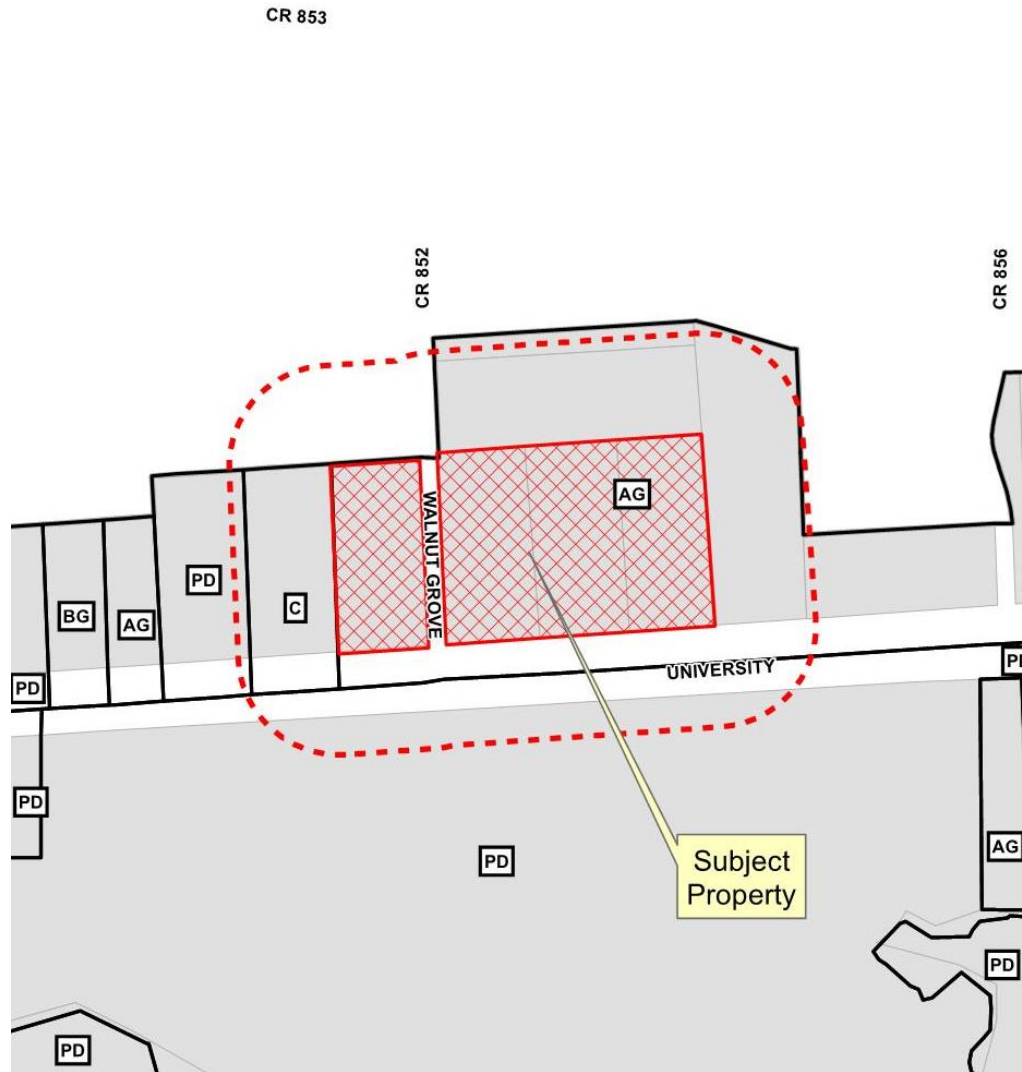 CR 853
CR 852
CR 856
WALNUT GROVE
AG
PD
C
BG
AG
UNIVERSITY
PD
PD
PD
Subject
Property
PD
AG
PD
PD